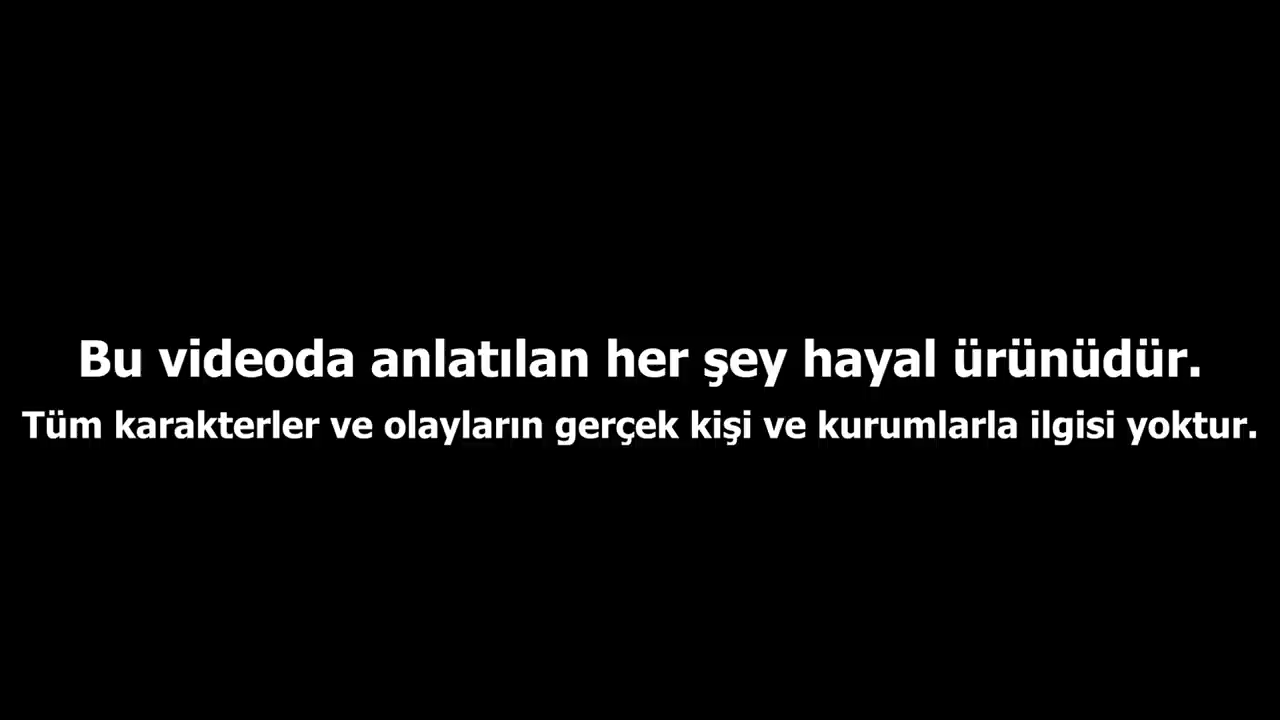 Bu videoda anlatılan her şey hayal ürünüdür.
Tüm karakterler ve olayların gerçek kişi ve kurumlarla ilgisi yoktur.